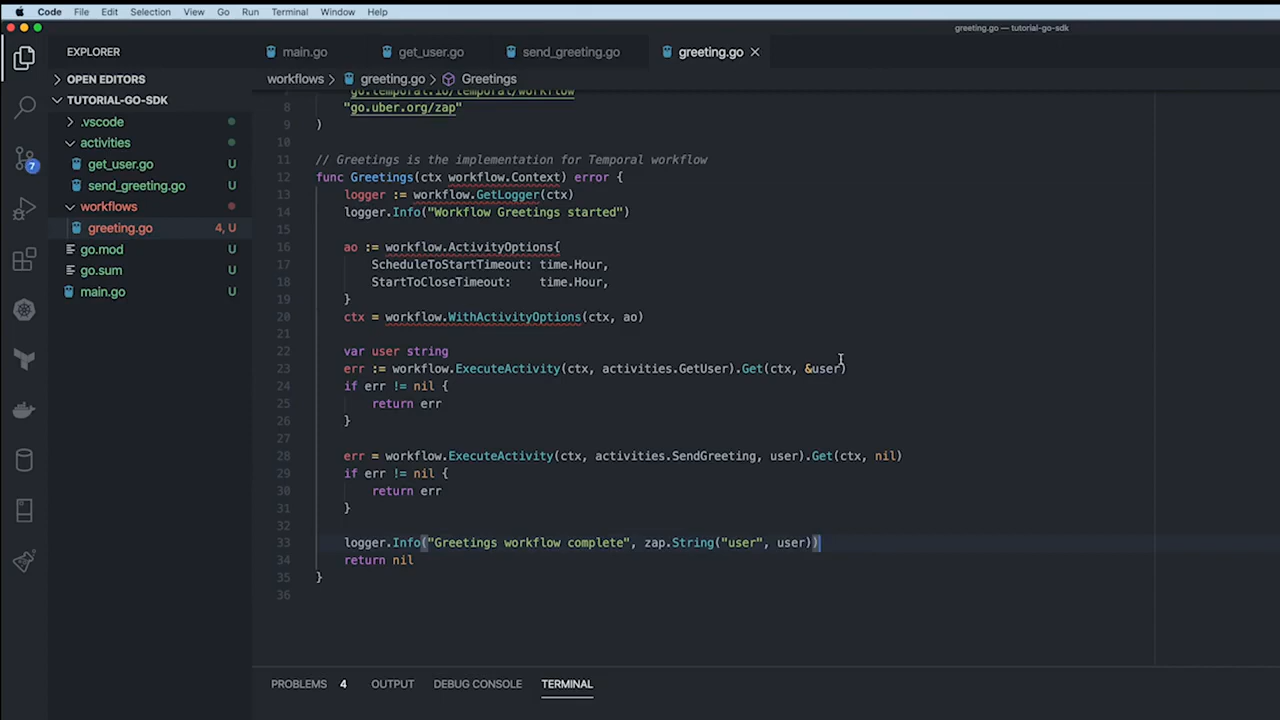 Code File Edit Selection View Go Run Terminal Window Help
greeting.go — tutorial-go-sdk
EXPLORER
OPEN EDITORS
TUTORIAL-GO-SDK
.vscode
activities
get_user.go U
send_greeting.go U
workflows
greeting.go 4, U
go.mod U
go.sum U
main.go U
7
main.go get_user.go send_greeting.go greeting.go
workflows > greeting.go > Greetings
7 "go.temporal.io/temporal/workflow"
8 "go.uber.org/zap"
9 )
10
11 // Greetings is the implementation for Temporal workflow
12 func Greetings(ctx workflow.Context) error {
13 logger := workflow.GetLogger(ctx)
14 logger.Info("Workflow Greetings started")
15
16 ao := workflow.ActivityOptions{
17 ScheduleToStartTimeout: time.Hour,
18 StartToCloseTimeout: time.Hour,
19 }
20 ctx = workflow.WithActivityOptions(ctx, ao)
21
22 var user string
23 err := workflow.ExecuteActivity(ctx, activities.GetUser).Get(ctx, &user)
24 if err != nil {
25 return err
26 }
27
28 err = workflow.ExecuteActivity(ctx, activities.SendGreeting, user).Get(ctx, nil)
29 if err != nil {
30 return err
31 }
32
33 logger.Info("Greetings workflow complete", zap.String("user", user))
34 return nil
35 }
36
PROBLEMS 4 OUTPUT DEBUG CONSOLE TERMINAL